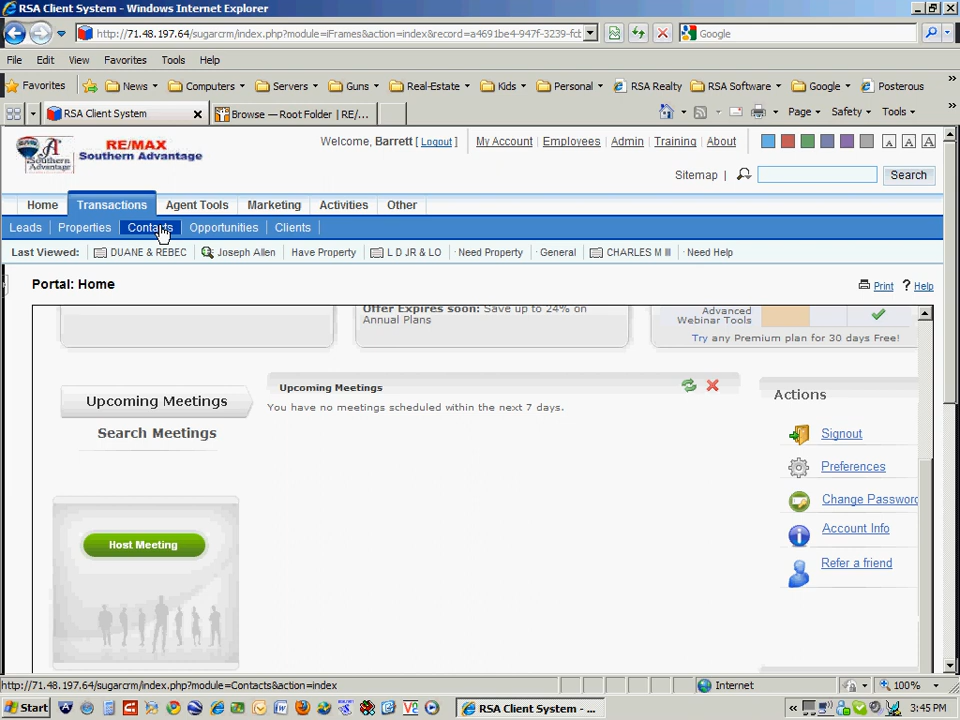 RSA Client System - Windows Internet Explorer
http://71.48.197.64/sugarcrm/index.php?module=iFrames&action=index&record=a4691be4-947f-3239-fcb
Google
File Edit View Favorites Tools Help
Favorites News Computers Servers Guns Real-Estate Kids Personal RSA Realty RSA Software Google Posterous
RSA Client System Browse — Root Folder | RE/... Page Safety Tools
RE/MAX
Southern Advantage
Southern
Advantage
Welcome, Barrett [ Logout ] My Account | Employees | Admin | Training | About A A A
Sitemap | Search
Home Transactions Agent Tools Marketing Activities Other
Leads Properties Contacts Opportunities Clients
Last Viewed: DUANE & REBEC Joseph Allen Have Property L D JR & LO Need Property General CHARLES M III Need Help
Portal: Home
Print ? Help
Offer Expires soon: Save up to 24% on
Annual Plans
Advanced
Webinar Tools
Try any Premium plan for 30 days Free!
Upcoming Meetings
Search Meetings
Upcoming Meetings
You have no meetings scheduled within the next 7 days.
Actions
Signout
Preferences
Change Password
Account Info
Refer a friend
Host Meeting
http://71.48.197.64/sugarcrm/index.php?module=Contacts&action=index
Internet 100%
Start RSA Client System - ... 3:45 PM